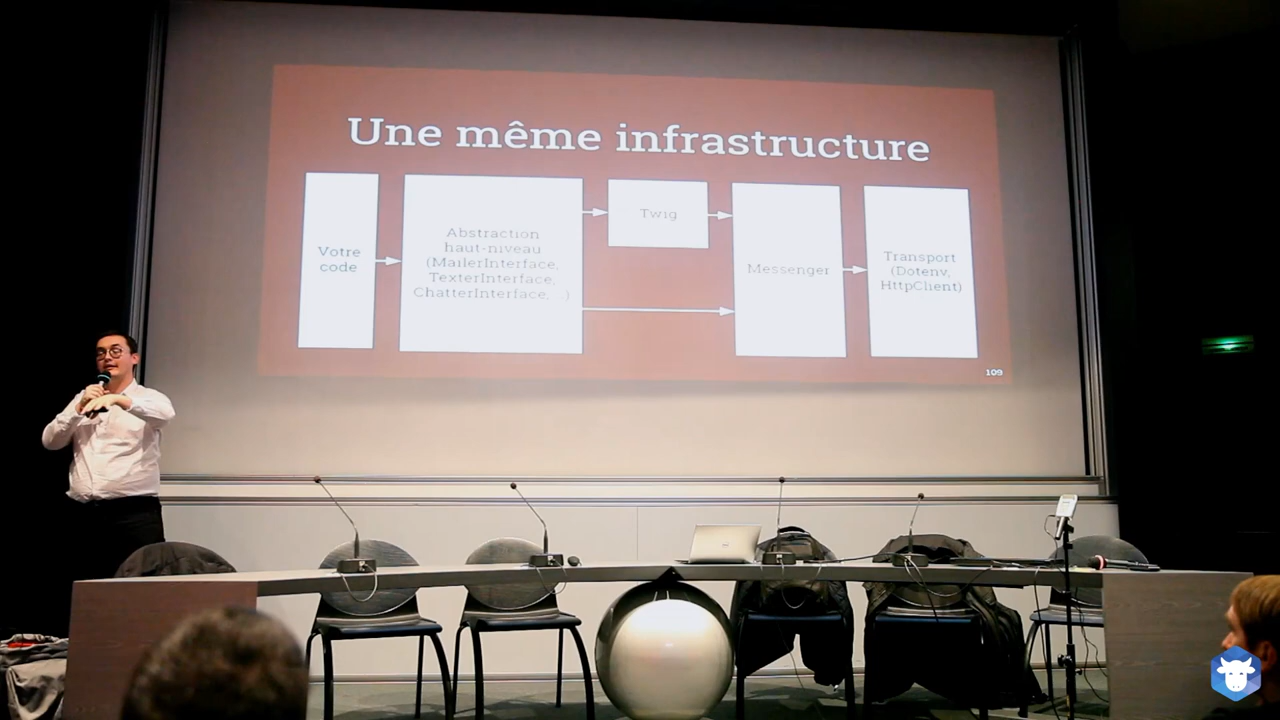 Une même infrastructure
Votre
code
Abstraction
haut-niveau
(MailerInterface,
TexterInterface,
ChatterInterface, ...)
Twig
Messenger
Transport
(Dotenv,
HttpClient)
109